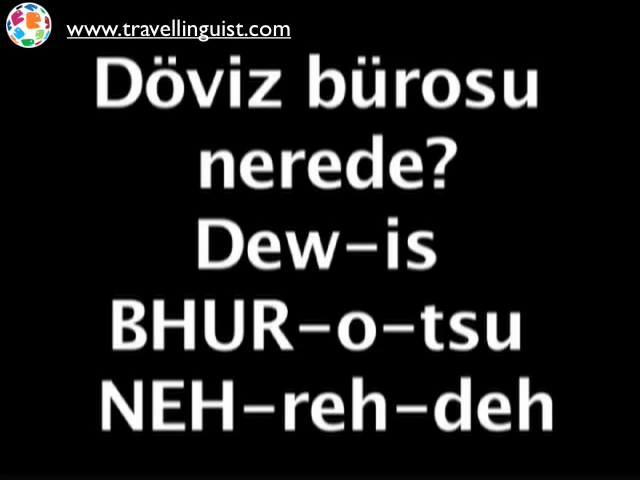 www.travellinguist.com
Döviz bürosu
nerede?
Dew-is
BHUR-o-tsu
NEH-reh-deh